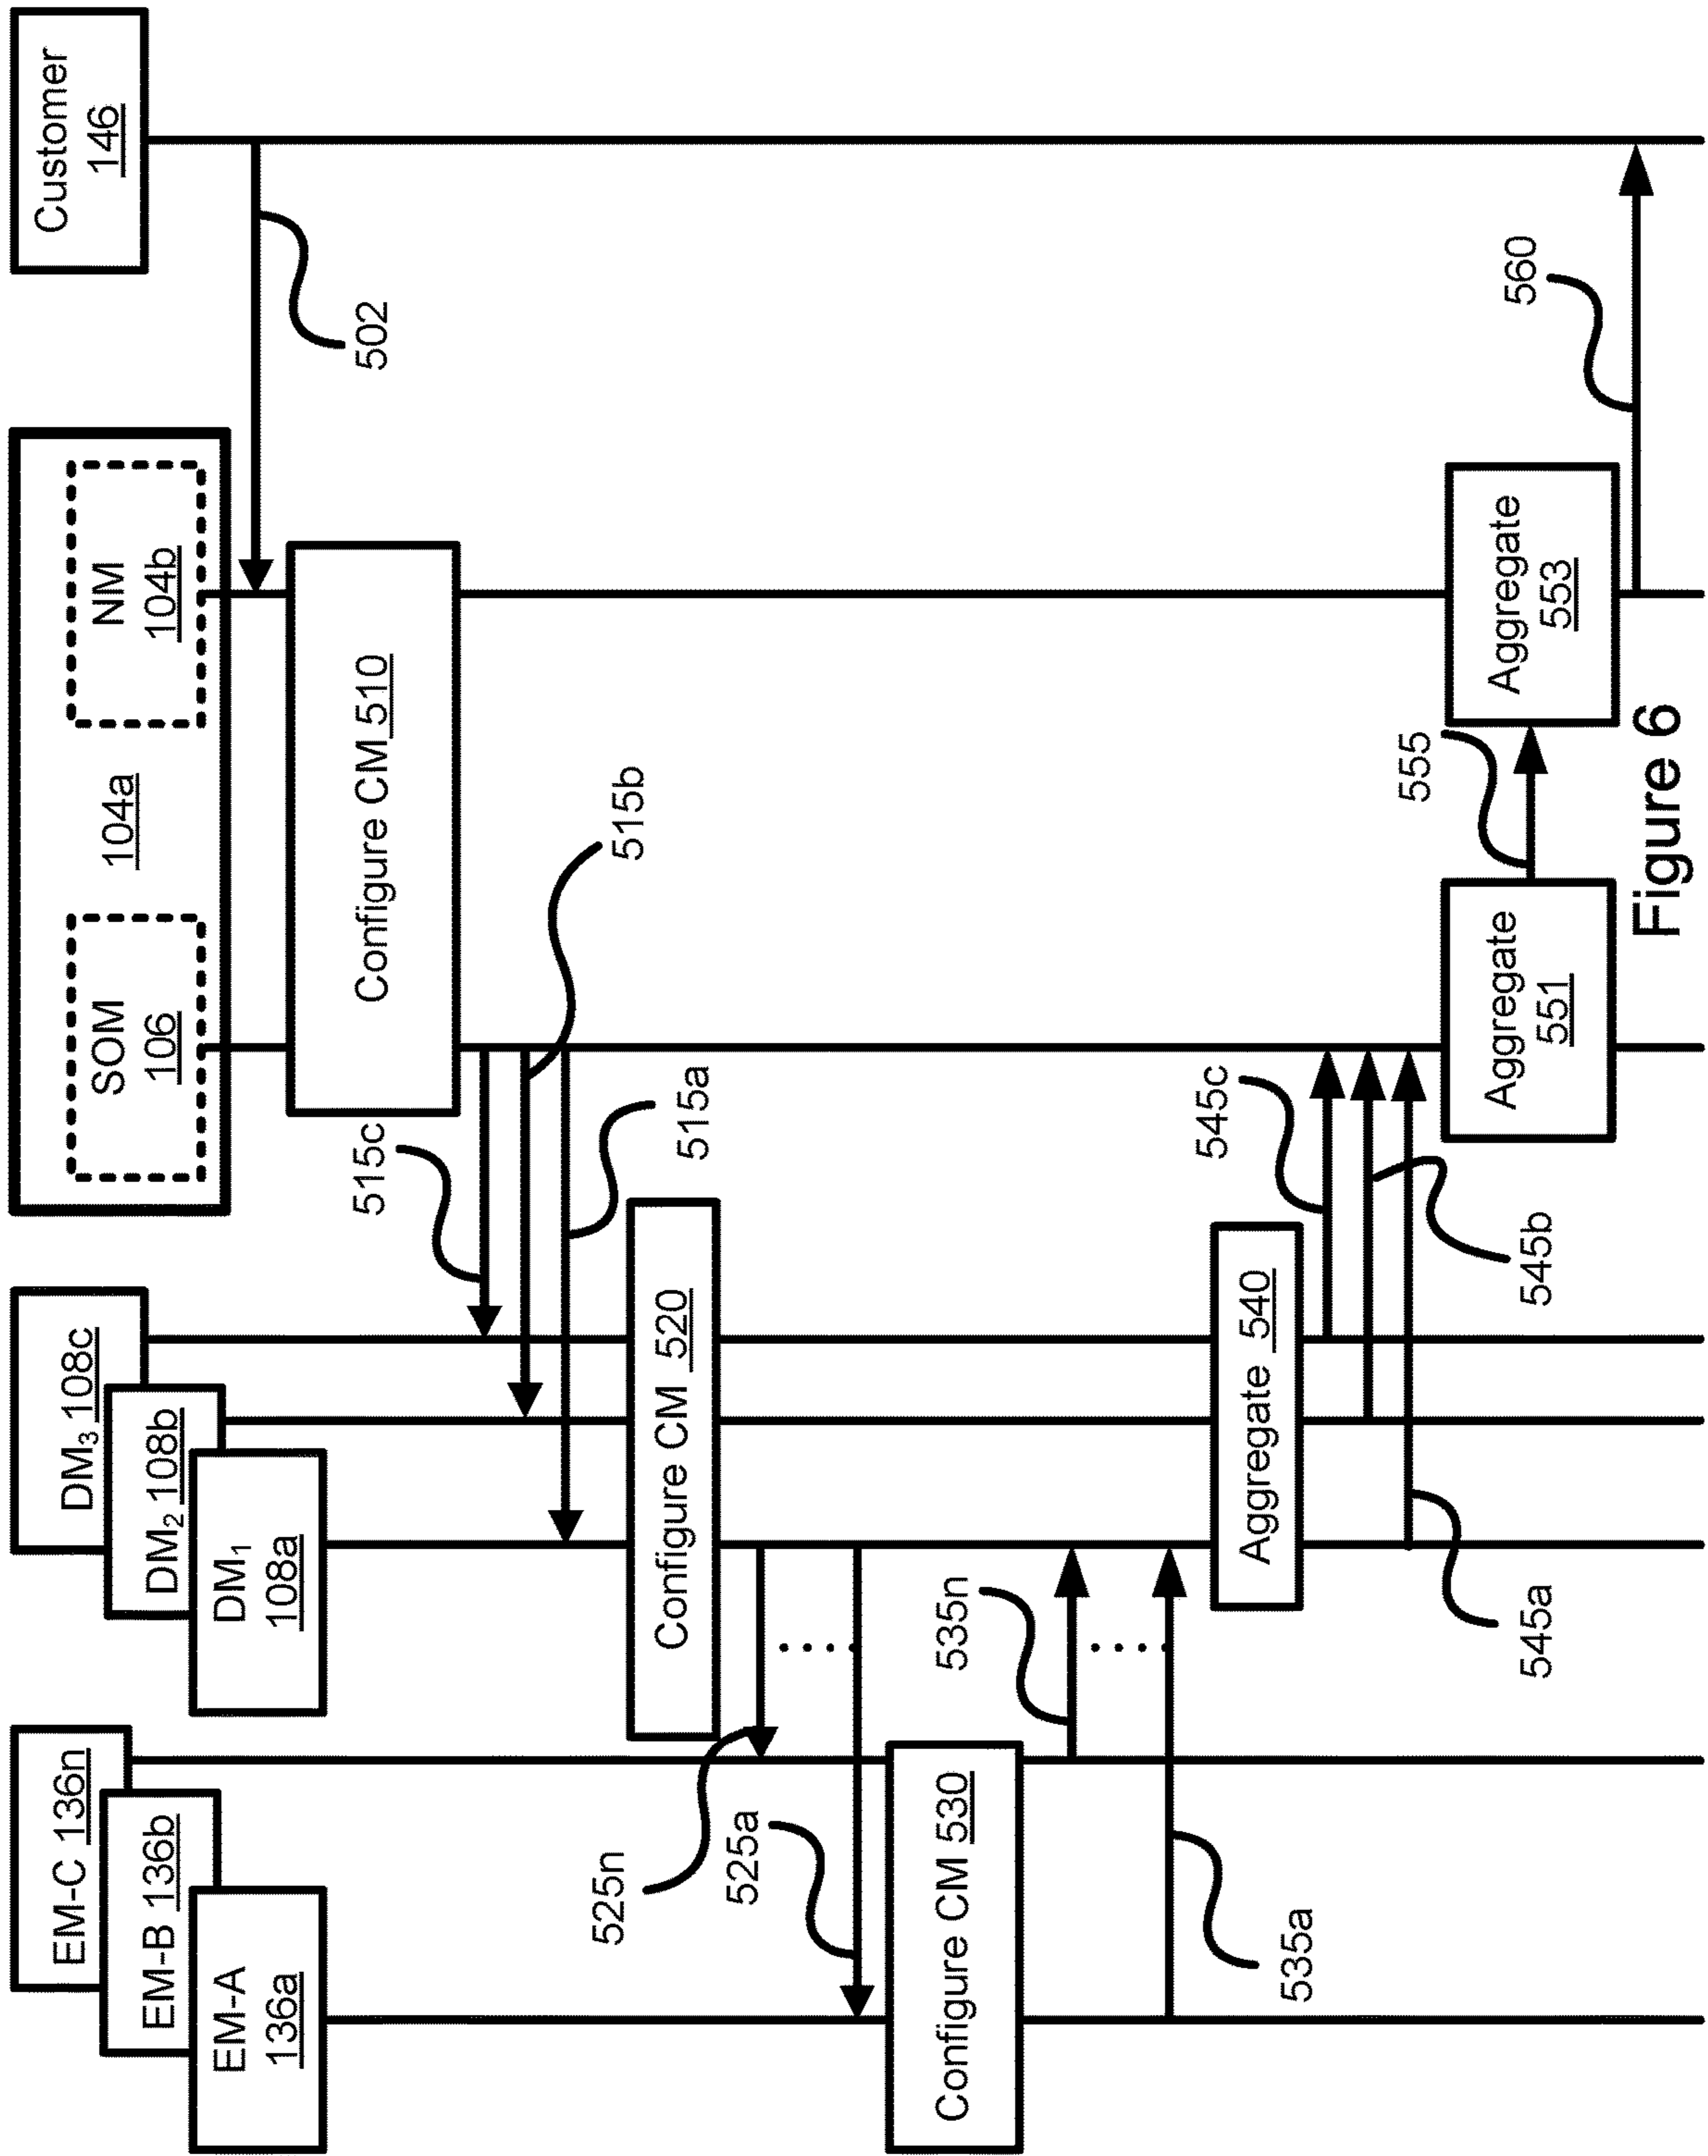 EM-C 136n
EM-B 136b
EM-A
136a
DM3 108c
DM2 108b
DM1
108a
SOM
106
104a
NM
104b
Customer
146
502
Configure CM 510
515c
515b
515a
Configure CM 520
525n
525a
Configure CM 530
535n
535a
Aggregate 540
545c
545b
545a
Aggregate
551
555
Aggregate
553
560
Figure 6